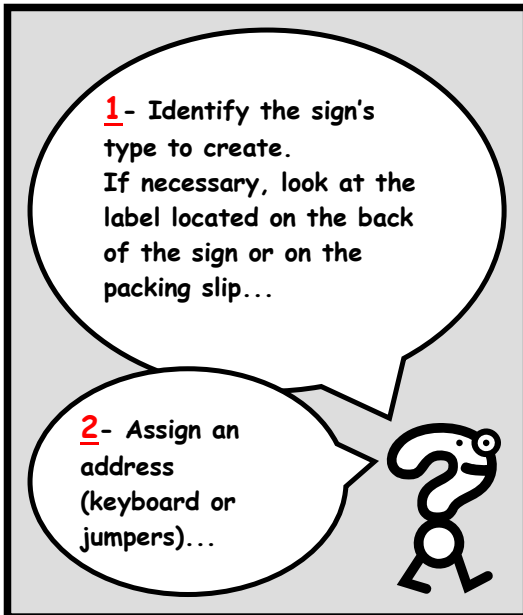 1- Identify the sign's
type to create.
If necessary, look at the
label located on the back
of the sign or on the
packing slip...
2- Assign an
address
(keyboard or
jumpers)...